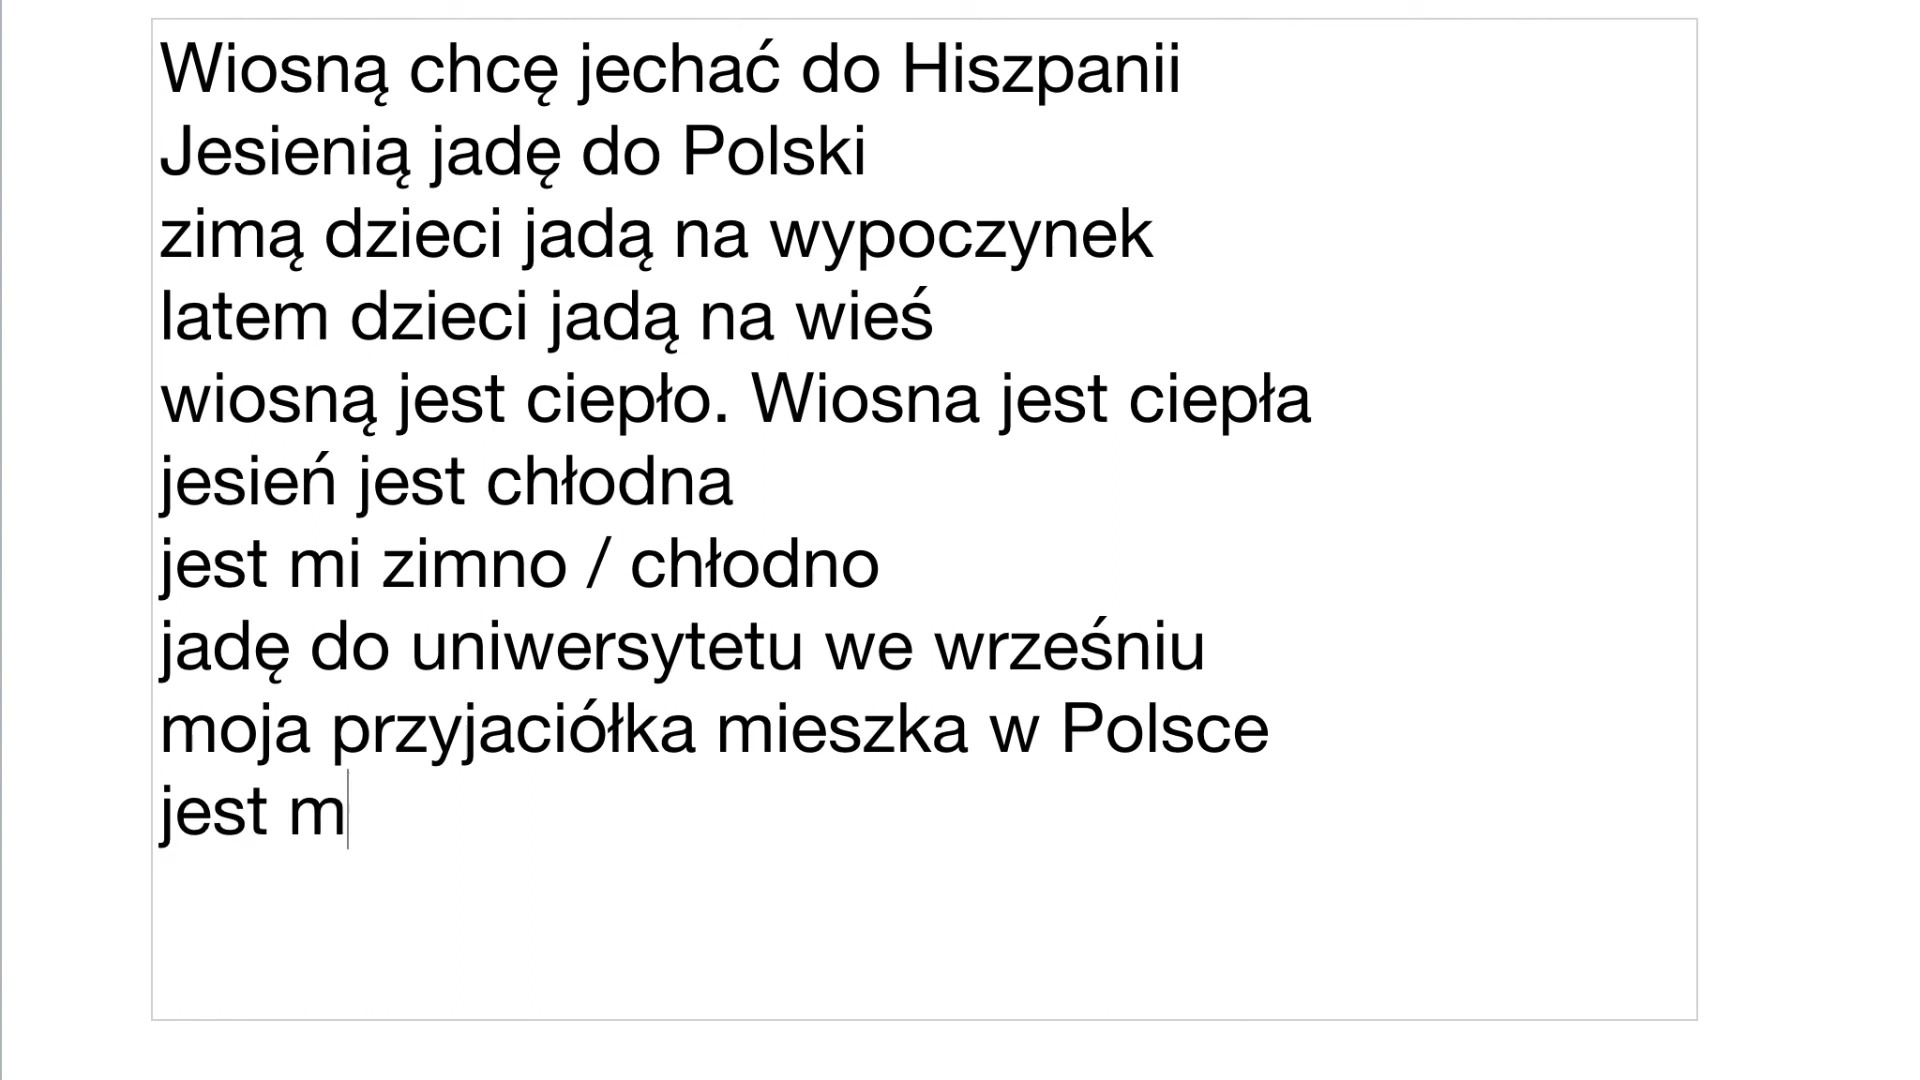 Wiosną chcę jechać do Hiszpanii
Jesienią jadę do Polski
zimą dzieci jadą na wypoczynek
latem dzieci jadą na wieś
wiosną jest ciepło. Wiosna jest ciepła
jesień jest chłodna
jest mi zimno / chłodno
jadę do uniwersytetu we wrześniu
moja przyjaciółka mieszka w Polsce
jest m